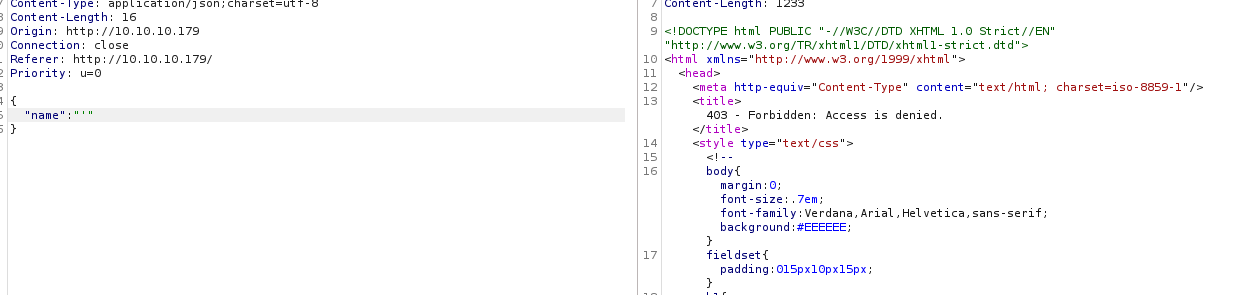 Content-Type: application/json;charset=utf-8
Content-Length: 16
Origin: http://10.10.10.179
Connection: close
Referer: http://10.10.10.179/
Priority: u=0
{
"name":"'"
}
7 Content-Length: 1233
8
9 <!DOCTYPE html PUBLIC "-//W3C//DTD XHTML 1.0 Strict//EN"
"http://www.w3.org/TR/xhtml1/DTD/xhtml1-strict.dtd">
10 <html xmlns="http://www.w3.org/1999/xhtml">
11 <head>
12 <meta http-equiv="Content-Type" content="text/html; charset=iso-8859-1"/>
13 <title>
403 - Forbidden: Access is denied.
</title>
14 <style type="text/css">
15 <!--
16 body{
margin:0;
font-size:.7em;
font-family:Verdana,Arial,Helvetica,sans-serif;
background:#EEEEEE;
}
17 fieldset{
padding:015px10px15px;
}